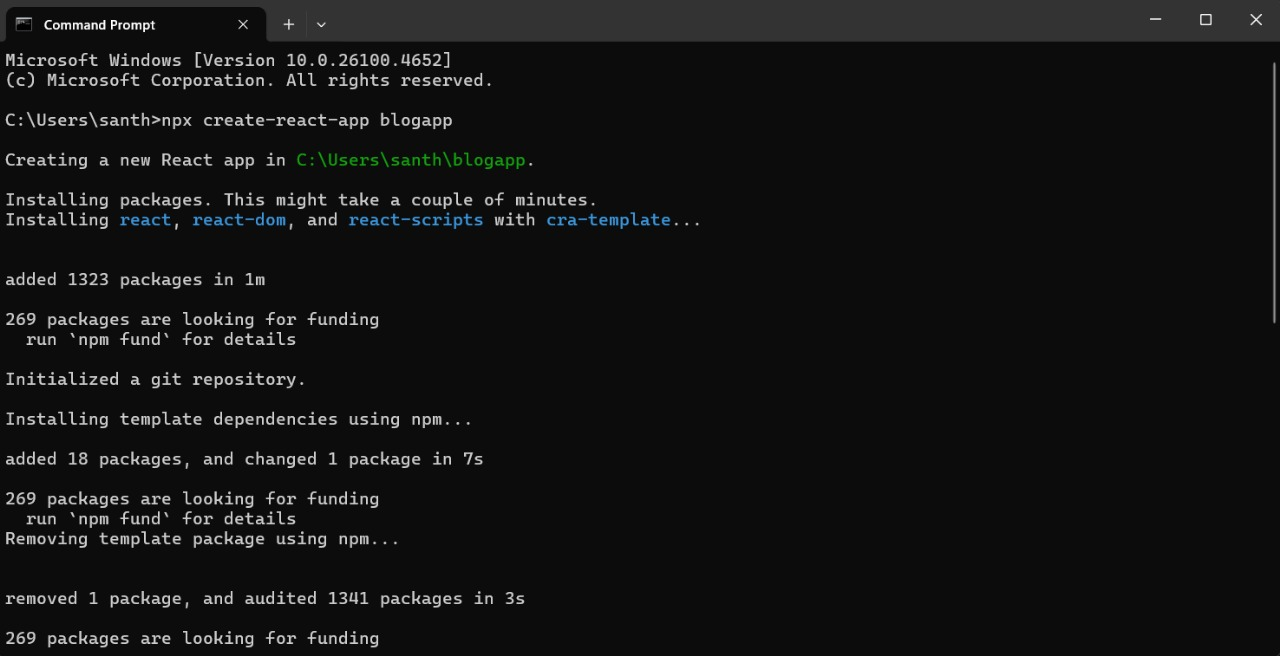 Command Prompt
Microsoft Windows [Version 10.0.26100.4652]
(c) Microsoft Corporation. All rights reserved.
C:\Users\santh>npx create-react-app blogapp
Creating a new React app in C:\Users\santh\blogapp.
Installing packages. This might take a couple of minutes.
Installing react, react-dom, and react-scripts with cra-template...
added 1323 packages in 1m
269 packages are looking for funding
  run `npm fund` for details
Initialized a git repository.
Installing template dependencies using npm...
added 18 packages, and changed 1 package in 7s
269 packages are looking for funding
  run `npm fund` for details
Removing template package using npm...
removed 1 package, and audited 1341 packages in 3s
269 packages are looking for funding